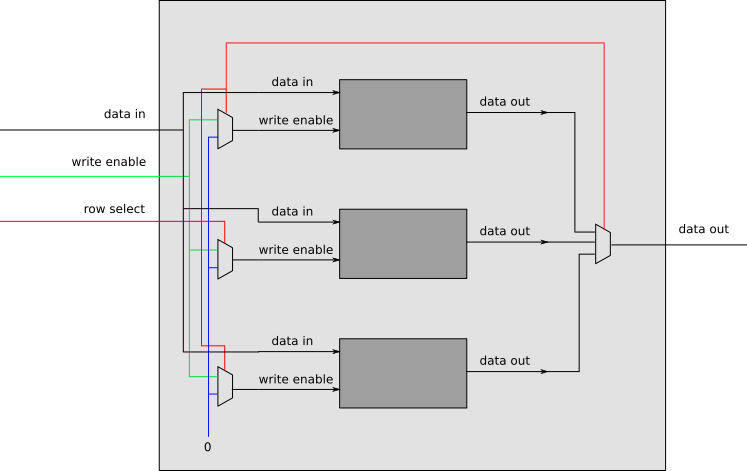 data in
write enable
row select
data in
write enable
data out
data in
write enable
data out
data out
data in
write enable
data out
0